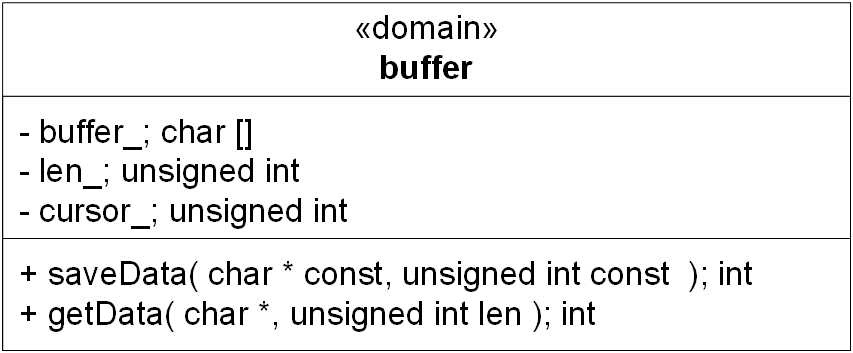 «domain»
buffer
- buffer_; char []
- len_; unsigned int
- cursor_; unsigned int
+ saveData( char * const, unsigned int const  ); int
+ getData( char *, unsigned int len ); int